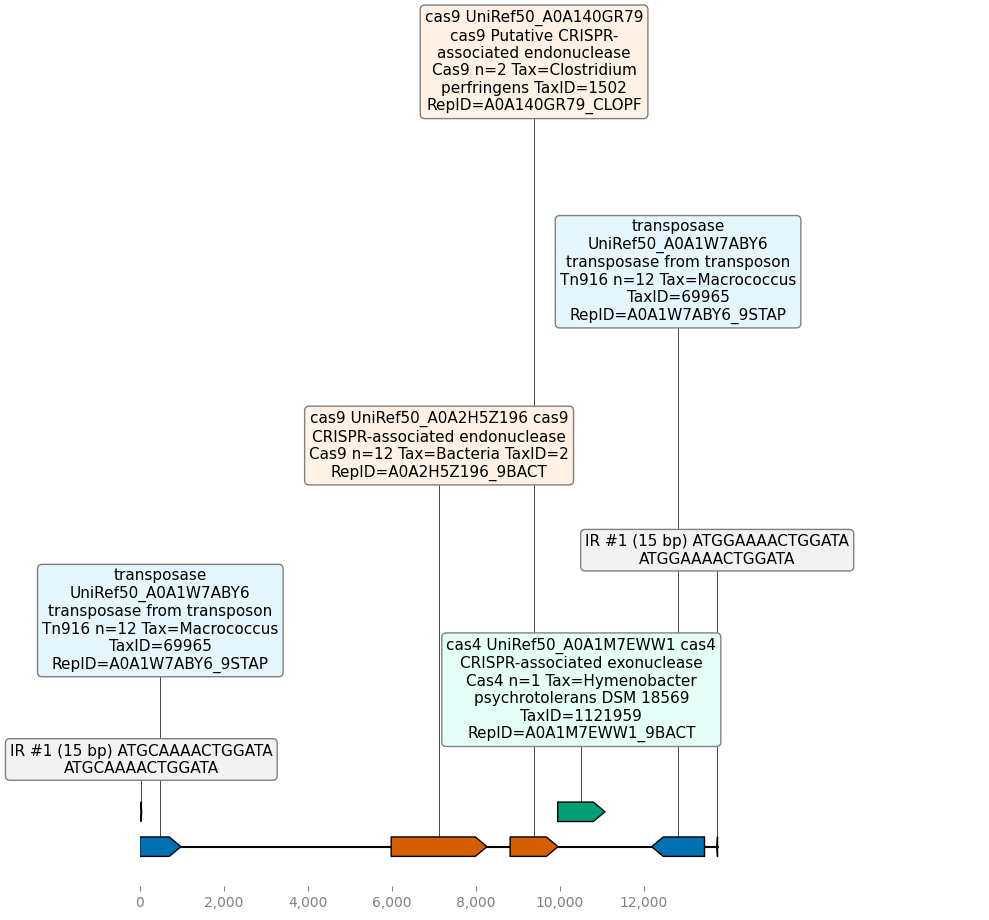 cas9 UniRef50_A0A140GR79
cas9 Putative CRISPR-
associated endonuclease
Cas9 n=2 Tax=Clostridium
perfringens TaxID=1502
RepID=A0A140GR79_CLOPF
transposase
UniRef50_A0A1W7ABY6
transposase from transposon
Tn916 n=12 Tax=Macrococcus
TaxID=69965
RepID=A0A1W7ABY6_9STAP
cas9 UniRef50_A0A2H5Z196 cas9
CRISPR-associated endonuclease
Cas9 n=12 Tax=Bacteria TaxID=2
RepID=A0A2H5Z196_9BACT
IR #1 (15 bp) ATGGAAAACTGGATA
ATGGAAAACTGGATA
transposase
UniRef50_A0A1W7ABY6
transposase from transposon
Tn916 n=12 Tax=Macrococcus
TaxID=69965
RepID=A0A1W7ABY6_9STAP
cas4 UniRef50_A0A1M7EWW1 cas4
CRISPR-associated exonuclease
Cas4 n=1 Tax=Hymenobacter
psychrotolerans DSM 18569
TaxID=1121959
RepID=A0A1M7EWW1_9BACT
IR #1 (15 bp) ATGCAAAACTGGATA
ATGCAAAACTGGATA
0 2,000 4,000 6,000 8,000 10,000 12,000